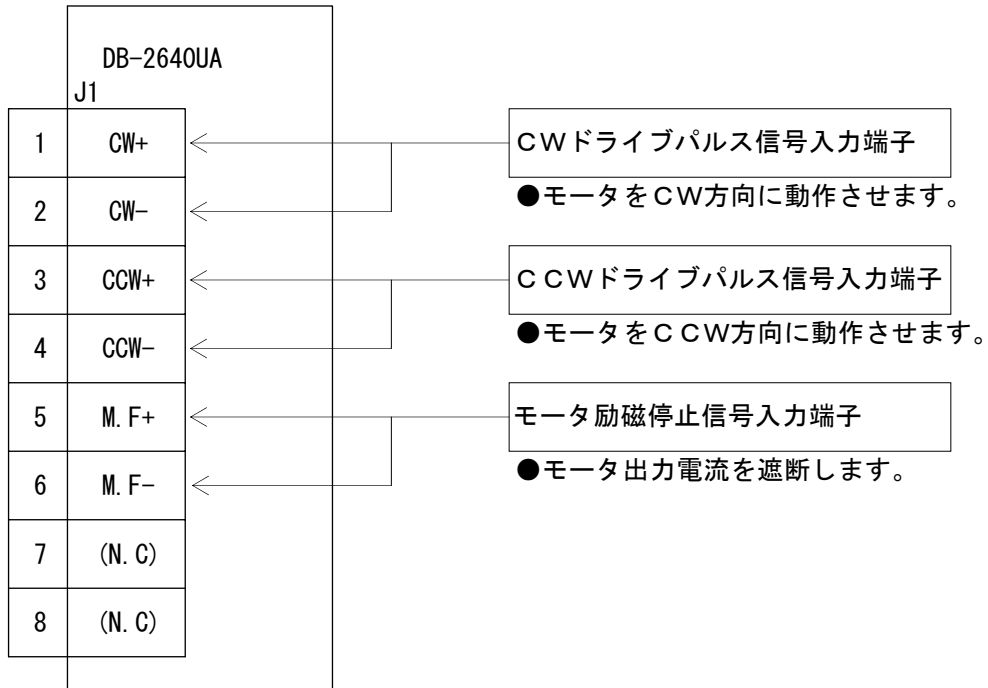 DB-2640UA
J1
1 CW+
2 CW-
3 CCW+
4 CCW-
5 M.F+
6 M.F-
7 (N.C)
8 (N.C)
CWドライブパルス信号入力端子
●モータをCW方向に動作させます。
CCWドライブパルス信号入力端子
●モータをCCW方向に動作させます。
モータ励磁停止信号入力端子
●モータ出力電流を遮断します。